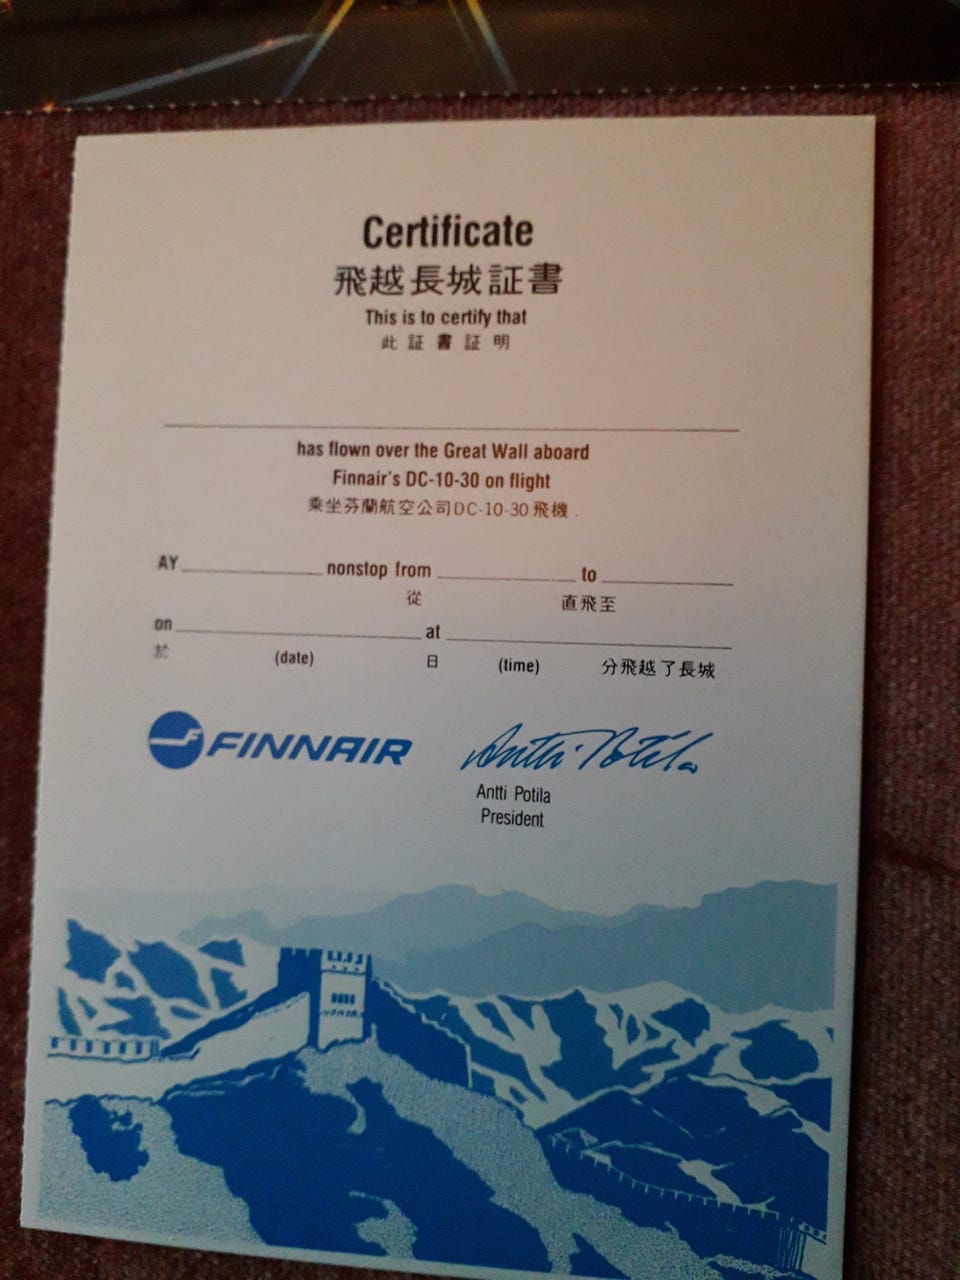 Certificate
飛越長城証書
This is to certify that
此証書証明
has flown over the Great Wall aboard
Finnair's DC-10-30 on flight
乘坐芬蘭航空公司DC-10-30飛機.
AY nonstop from to
從 直飛至
on at
於 (date) 日 (time) 分飛越了長城
FINNAIR Antti Potila
Antti Potila
President